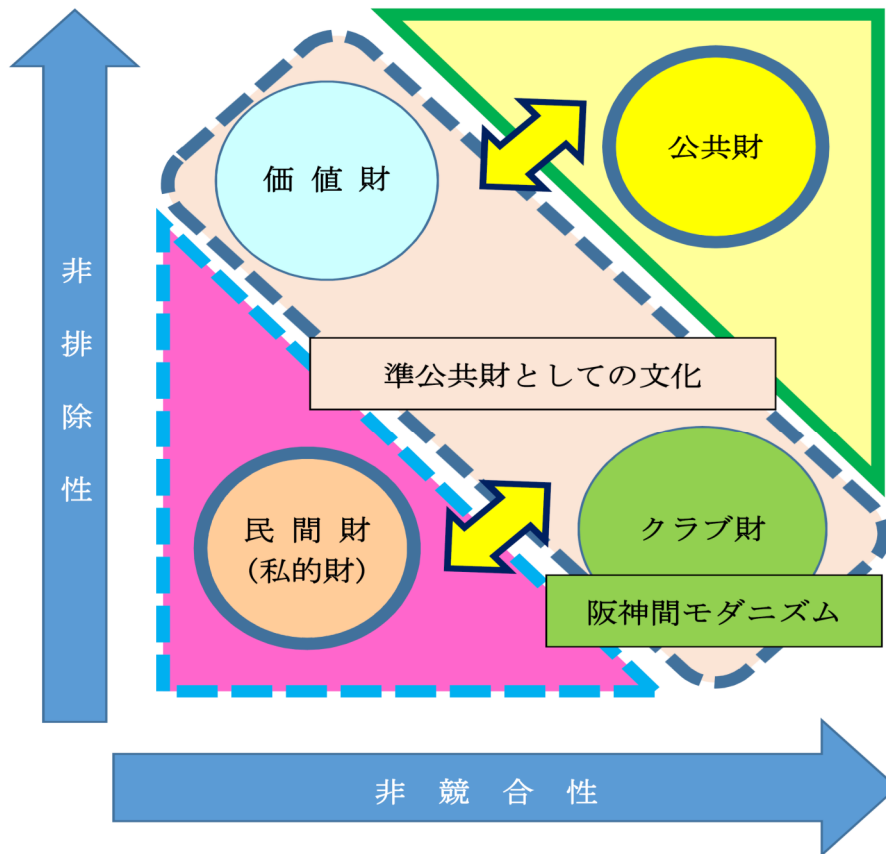 公共財
価 値 財
非排除性
準公共財としての文化
民 間 財
(私的財)
クラブ財
阪神間モダニズム
非 競 合 性